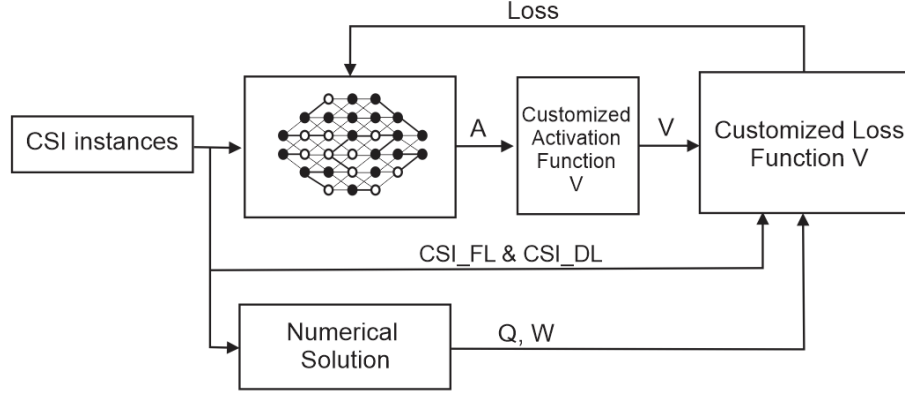 Loss
CSI instances
A
Customized
Activation
Function
V
V
Customized Loss
Function V
CSI_FL & CSI_DL
Numerical
Solution
Q, W